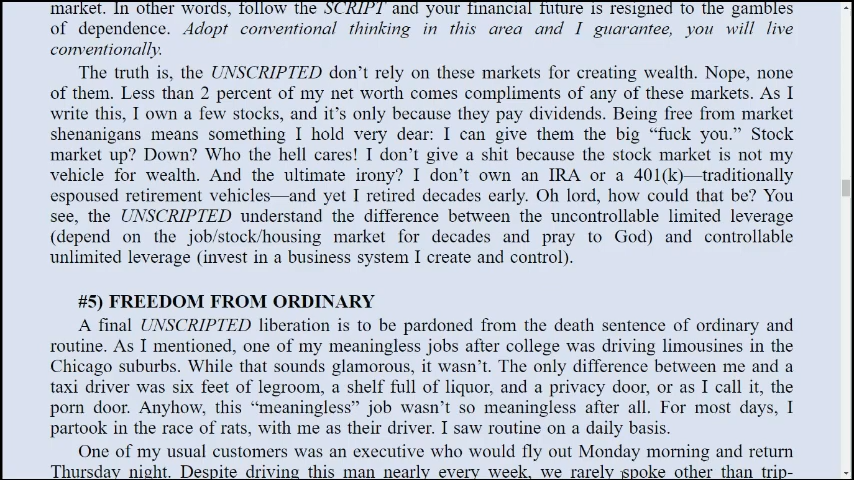 market. In other words, follow the SCRIPT and your financial future is resigned to the gambles
of dependence. Adopt conventional thinking in this area and I guarantee, you will live
conventionally.
The truth is, the UNSCRIPTED don’t rely on these markets for creating wealth. Nope, none
of them. Less than 2 percent of my net worth comes compliments of any of these markets. As I
write this, I own a few stocks, and it’s only because they pay dividends. Being free from market
shenanigans means something I hold very dear: I can give them the big “fuck you.” Stock
market up? Down? Who the hell cares! I don’t give a shit because the stock market is not my
vehicle for wealth. And the ultimate irony? I don’t own an IRA or a 401(k)—traditionally
espoused retirement vehicles—and yet I retired decades early. Oh lord, how could that be? You
see, the UNSCRIPTED understand the difference between the uncontrollable limited leverage
(depend on the job/stock/housing market for decades and pray to God) and controllable
unlimited leverage (invest in a business system I create and control).
#5) FREEDOM FROM ORDINARY
A final UNSCRIPTED liberation is to be pardoned from the death sentence of ordinary and
routine. As I mentioned, one of my meaningless jobs after college was driving limousines in the
Chicago suburbs. While that sounds glamorous, it wasn’t. The only difference between me and a
taxi driver was six feet of legroom, a shelf full of liquor, and a privacy door, or as I call it, the
porn door. Anyhow, this “meaningless” job wasn’t so meaningless after all. For most days, I
partook in the race of rats, with me as their driver. I saw routine on a daily basis.
One of my usual customers was an executive who would fly out Monday morning and return
Thursday night. Despite driving this man nearly every week, we rarely spoke other than trip-